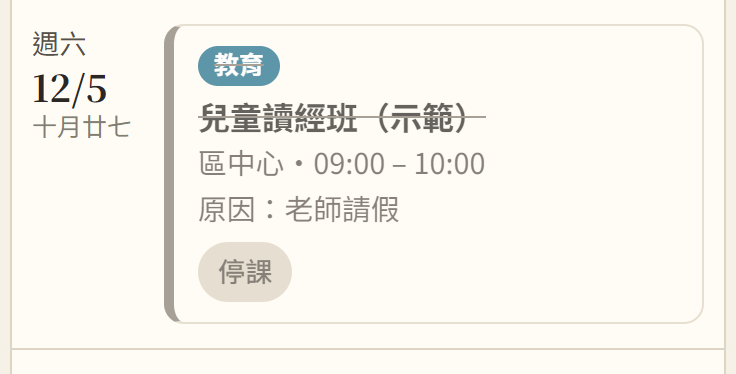 週六
12/5
十月廿七
教育
兒童讀經班（示範）
區中心・09:00 – 10:00
原因：老師請假
停課